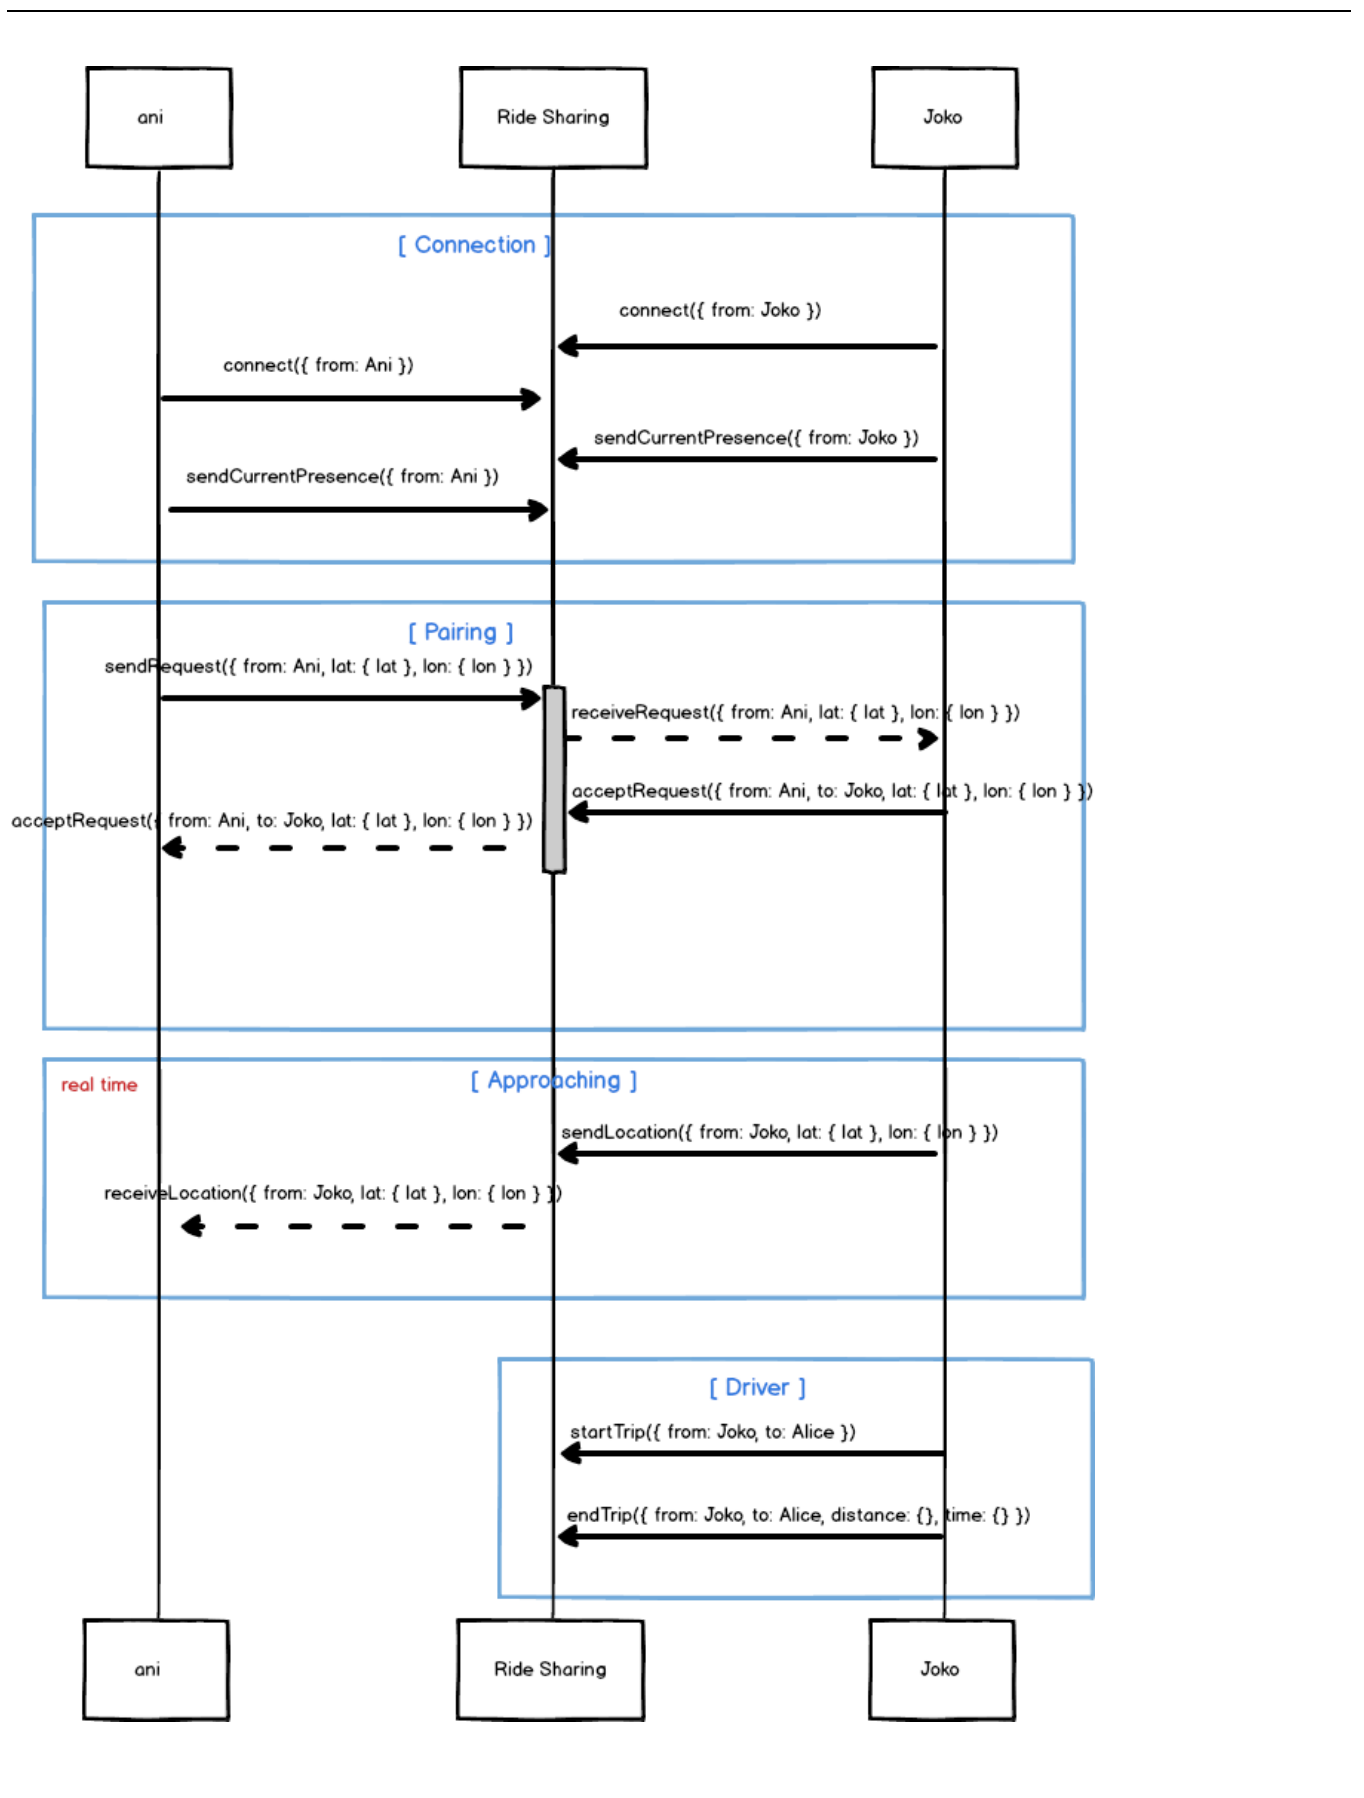 ani
Ride Sharing
Joko
[ Connection ]
connect({ from: Joko })
connect({ from: Ani })
sendCurrentPresence({ from: Joko })
sendCurrentPresence({ from: Ani })
[ Pairing ]
sendRequest({ from: Ani, lat: { lat }, lon: { lon } })
receiveRequest({ from: Ani, lat: { lat }, lon: { lon } })
acceptRequest({ from: Ani, to: Joko, lat: { lat }, lon: { lon } })
acceptRequest({ from: Ani, to: Joko, lat: { lat }, lon: { lon } })
real time
[ Approaching ]
sendLocation({ from: Joko, lat: { lat }, lon: { lon } })
receiveLocation({ from: Joko, lat: { lat }, lon: { lon } })
[ Driver ]
startTrip({ from: Joko, to: Alice })
endTrip({ from: Joko, to: Alice, distance: {}, time: {} })
ani
Ride Sharing
Joko